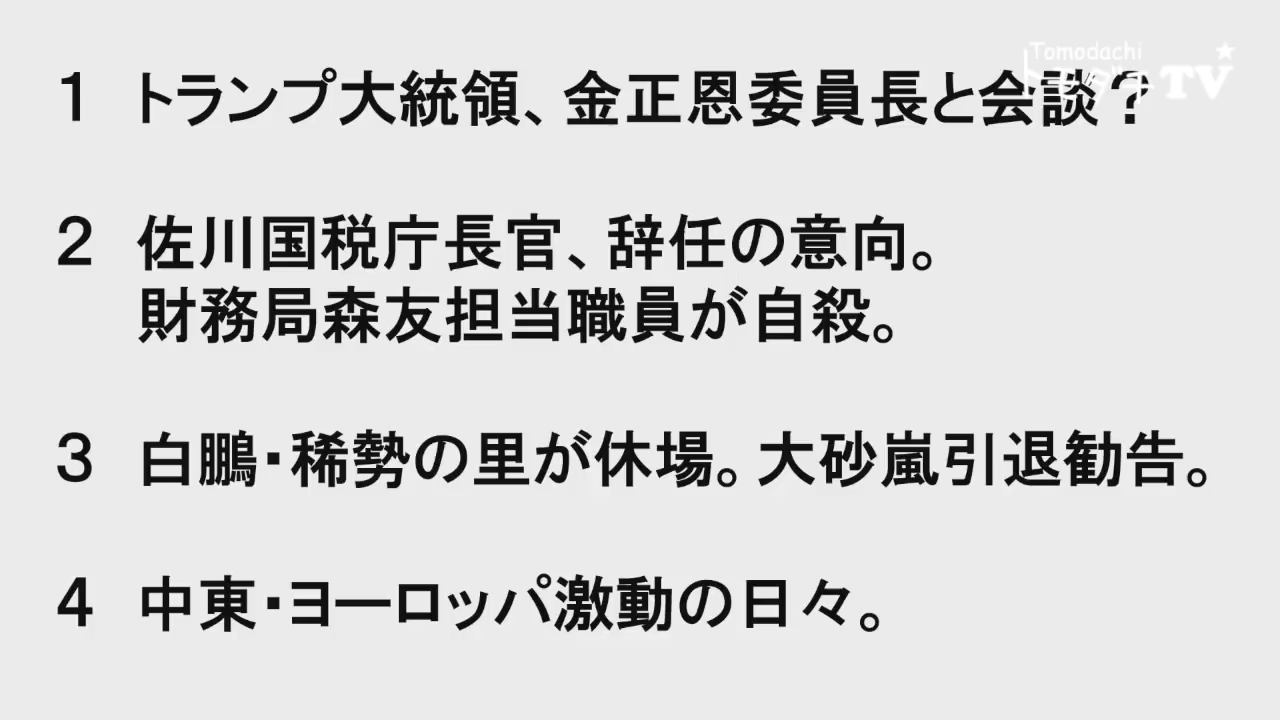 Tomodachi
TV
1 トランプ大統領、金正恩委員長と会談？
2 佐川国税庁長官、辞任の意向。
財務局森友担当職員が自殺。
3 白鵬・稀勢の里が休場。大砂嵐引退勧告。
4 中東・ヨーロッパ激動の日々。